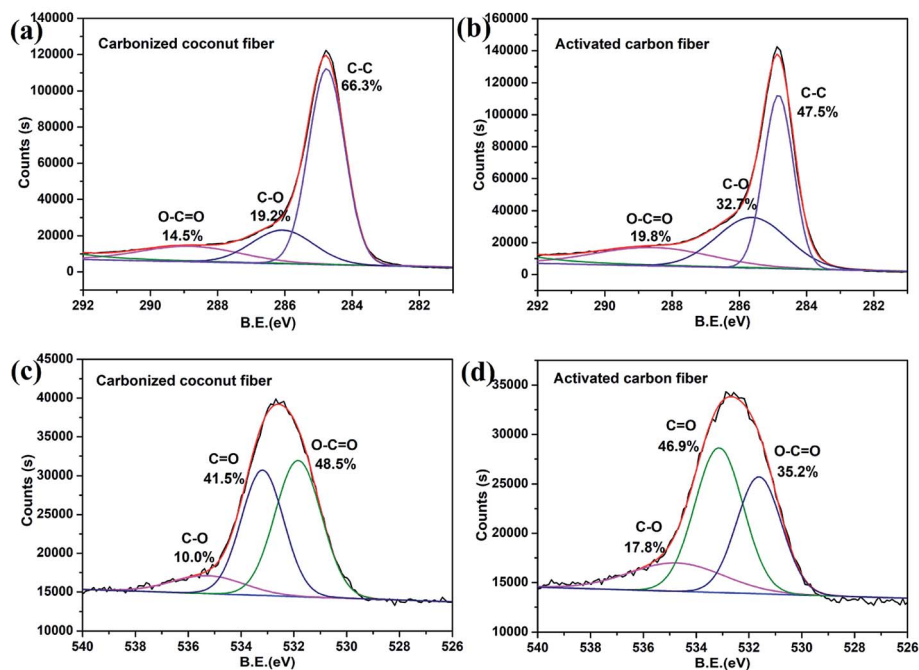 (a)
Carbonized coconut fiber
C-C
66.3%
C-O
19.2%
O-C=O
14.5%
140000
120000
100000
80000
60000
40000
20000
0
Counts (s)
292 290 288 286 284 282
B.E.(eV)
(b)
Activated carbon fiber
C-C
47.5%
C-O
32.7%
O-C=O
19.8%
160000
140000
120000
100000
80000
60000
40000
20000
0
Counts (s)
292 290 288 286 284 282
B.E.(eV)
(c)
Carbonized coconut fiber
C=O
41.5%
O-C=O
48.5%
C-O
10.0%
45000
40000
35000
30000
25000
20000
15000
10000
Counts (s)
540 538 536 534 532 530 528 526
B.E.(eV)
(d)
Activated carbon fiber
C=O
46.9%
O-C=O
35.2%
C-O
17.8%
35000
30000
25000
20000
15000
10000
Counts (s)
540 538 536 534 532 530 528 526
B.E.(eV)